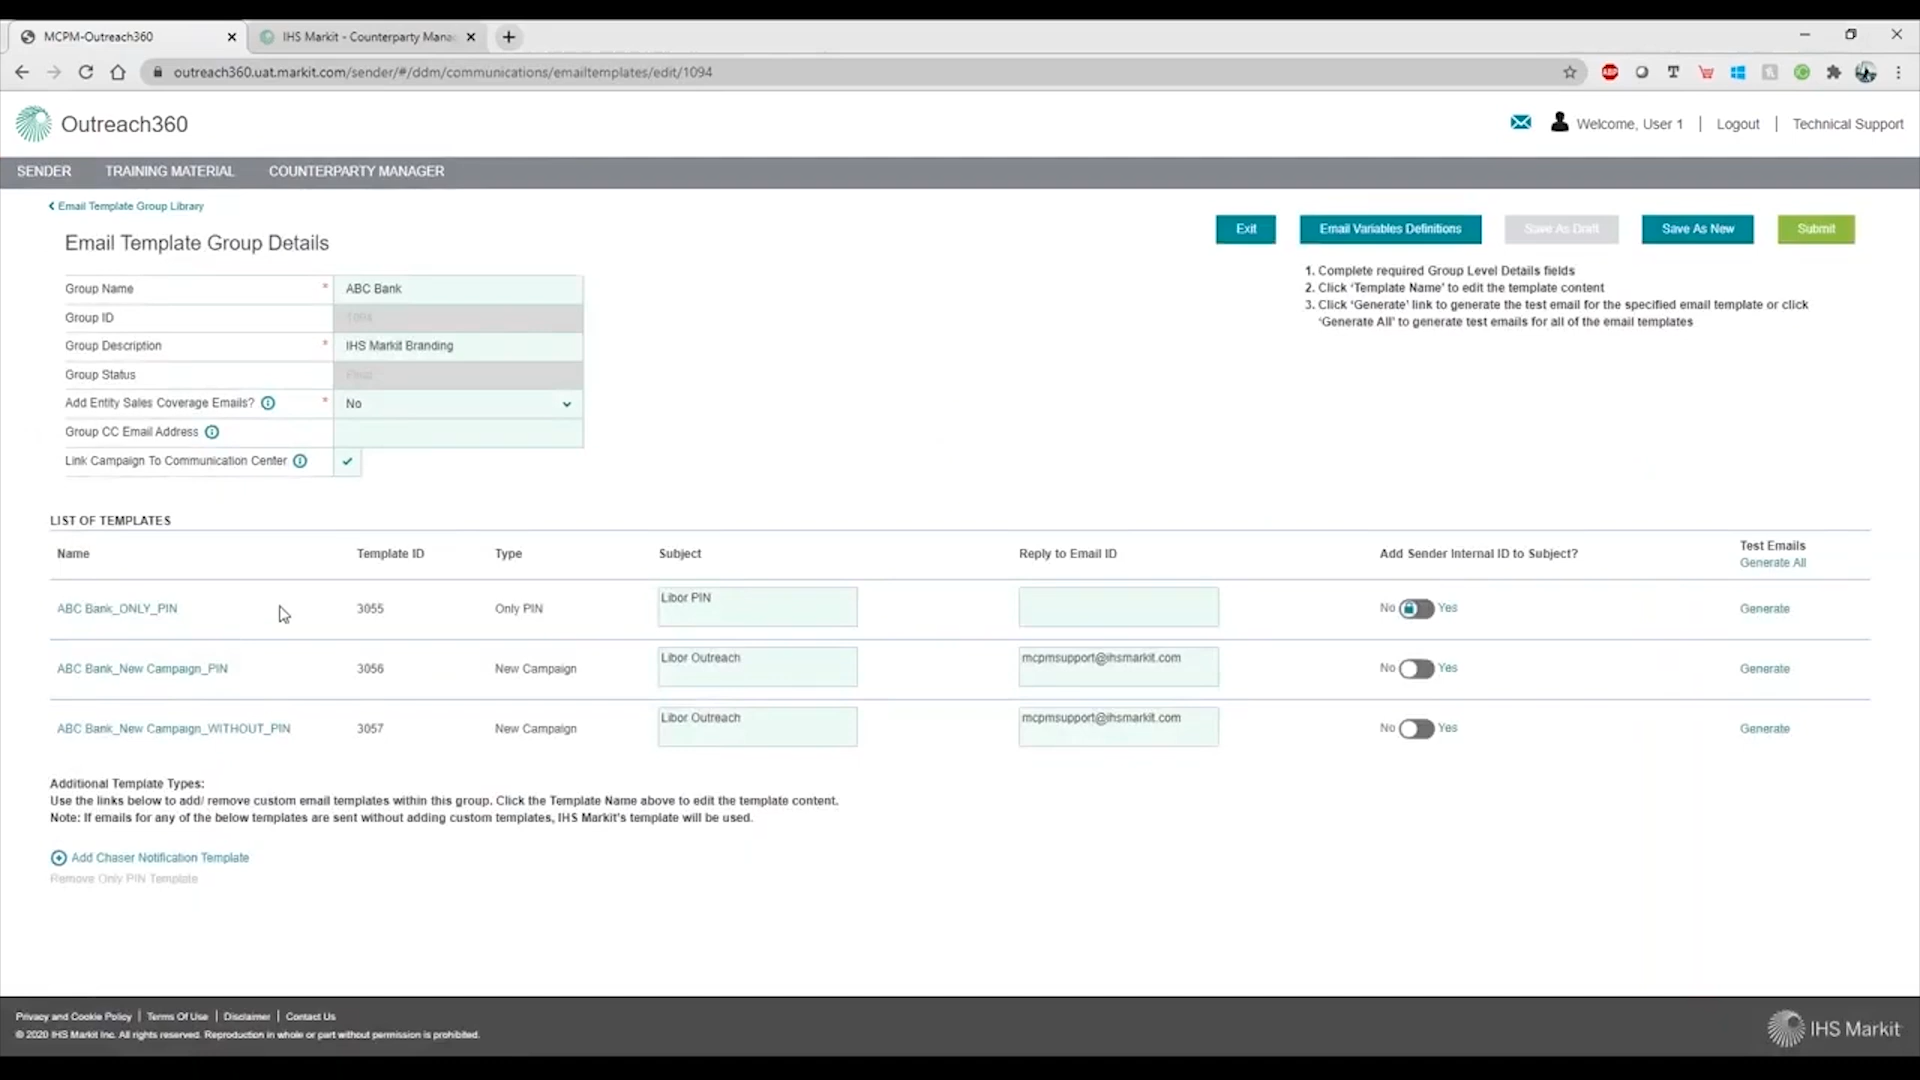 MCPM-Outreach360
IHS Markit - Counterparty Mana
outreach360.uat.markit.com/sender/#/ddm/communications/emailtemplates/edit/1094
ABP
Outreach360
Welcome, User 1 | Logout | Technical Support
SENDER TRAINING MATERIAL COUNTERPARTY MANAGER
Email Template Group Library
Exit Email Variables Definitions Save As Draft Save As New Submit
Email Template Group Details
1. Complete required Group Level Details fields
2. Click ‘Template Name’ to edit the template content
3. Click ‘Generate’ link to generate the test email for the specified email template or click
‘Generate All’ to generate test emails for all of the email templates
Group Name * ABC Bank
Group ID 1094
Group Description * IHS Markit Branding
Group Status Final
Add Entity Sales Coverage Emails? * No
Group CC Email Address
Link Campaign To Communication Center
LIST OF TEMPLATES
Name Template ID Type Subject Reply to Email ID Add Sender Internal ID to Subject? Test Emails
Generate All
ABC Bank_ONLY_PIN 3055 Only PIN Libor PIN No Yes Generate
ABC Bank_New Campaign_PIN 3056 New Campaign Libor Outreach mcpmsupport@ihsmarkit.com No Yes Generate
ABC Bank_New Campaign_WITHOUT_PIN 3057 New Campaign Libor Outreach mcpmsupport@ihsmarkit.com No Yes Generate
Additional Template Types:
Use the links below to add/ remove custom email templates within this group. Click the Template Name above to edit the template content.
Note: If emails for any of the below templates are sent without adding custom templates, IHS Markit's template will be used.
Add Chaser Notification Template
Remove Only PIN Template
Privacy and Cookie Policy | Terms Of Use | Disclaimer | Contact Us
© 2020 IHS Markit Inc. All rights reserved. Reproduction in whole or part without permission is prohibited.
IHS Markit